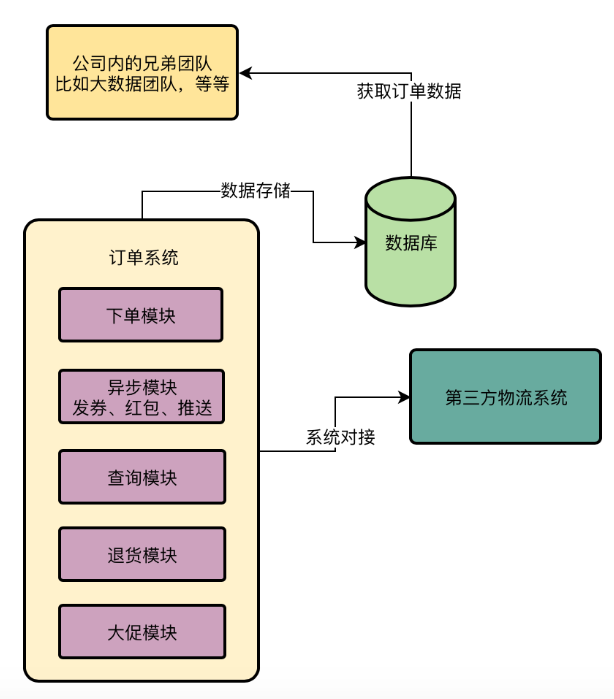 公司内的兄弟团队
比如大数据团队，等等
获取订单数据
数据存储
数据库
订单系统
下单模块
异步模块
发券、红包、推送
第三方物流系统
系统对接
查询模块
退货模块
大促模块